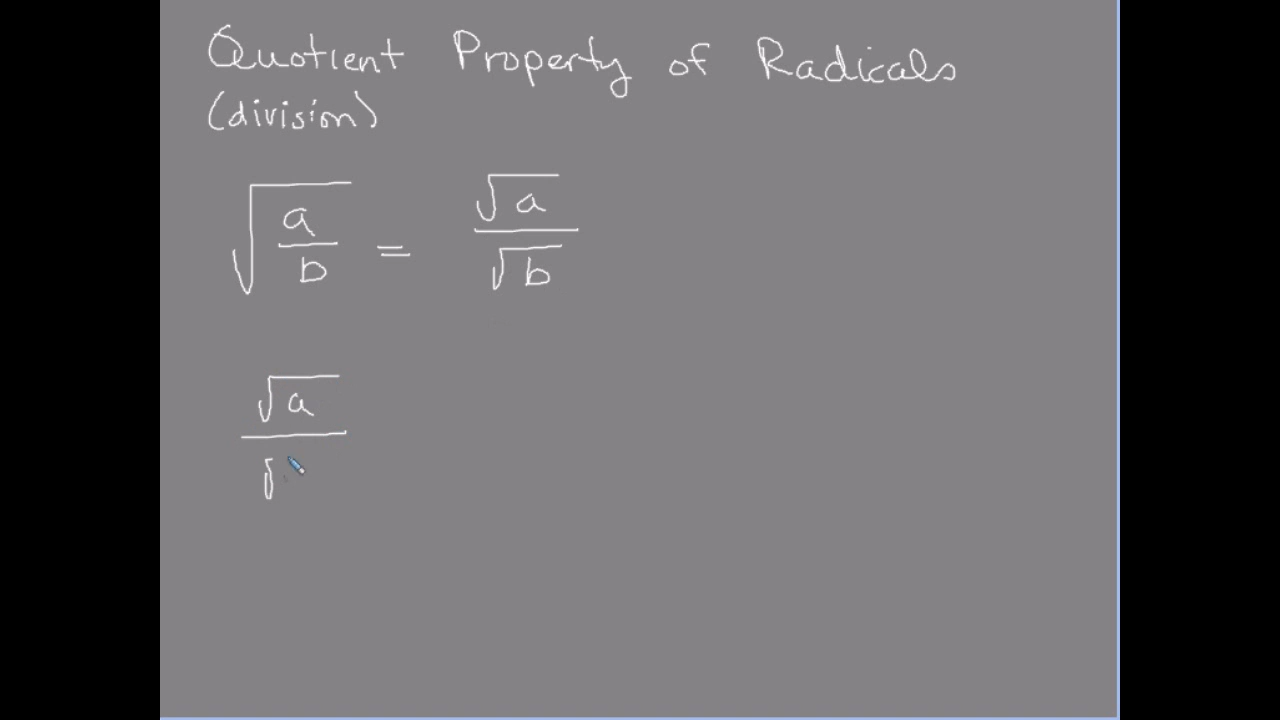 Quotient Property of Radicals
(division)
√(a/b) = √a/√b
√a/√